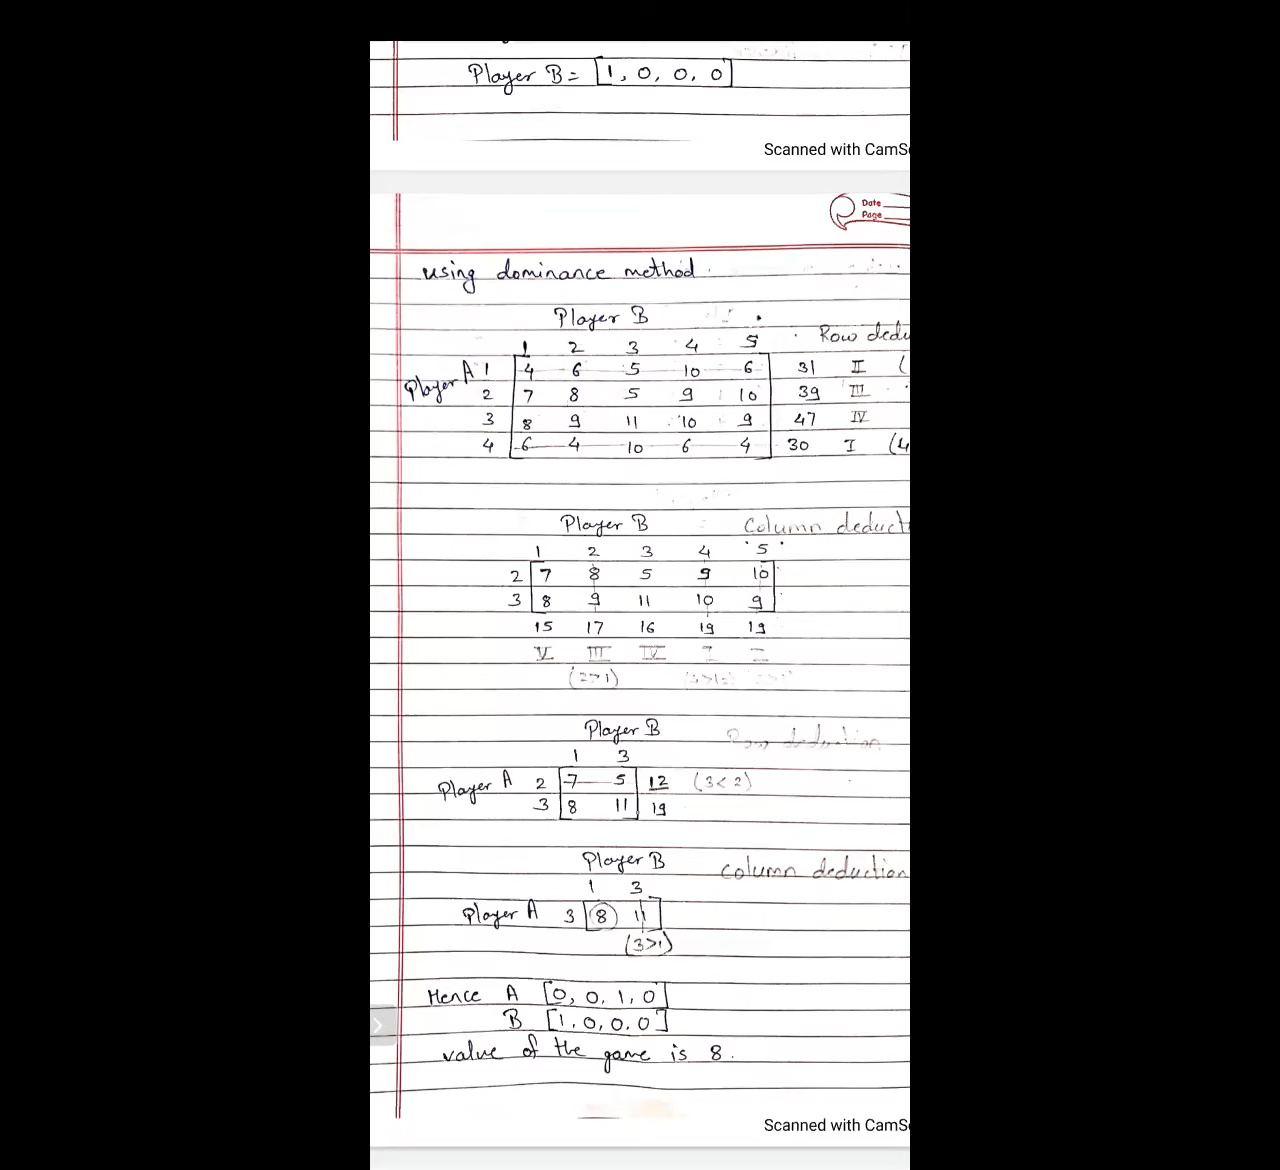 Player B = [1, 0, 0, 0]
Scanned with CamS
Date
Page
using dominance method.
Player B
1 2 3 4 5 Row dedu
Player A 1 4 6 5 10 6 31 II (
2 7 8 5 9 10 39 III
3 8 9 11 10 9 47 IV
4 6 4 10 6 4 30 I (4
Player B Column deduct
1 2 3 4 5
2 7 8 5 9 10
3 8 9 11 10 9
15 17 16 19 19
V III IV I II
(2>1)
Player B Row deduction
1 3
Player A 2 7 5 12 (3<2)
3 8 11 19
Player B column deduction
1 3
Player A 3 8 11
(3>1)
Hence A [0, 0, 1, 0]
B [1, 0, 0, 0]
value of the game is 8.
Scanned with CamS